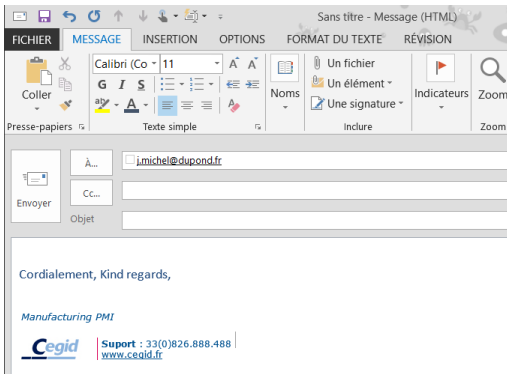 Sans titre - Message (HTML)
FICHIER MESSAGE INSERTION OPTIONS FORMAT DU TEXTE RÉVISION
Coller
Presse-papiers
Calibri (Co 11 A A
G I S
ab A
Texte simple
Noms
Un fichier
Un élément
Une signature
Inclure
Indicateurs
Zoom
Zoom
Envoyer
À...
j.michel@dupond.fr
Cc...
Objet
Cordialement, Kind regards,
Manufacturing PMI
Cegid
Suport : 33(0)826.888.488
www.cegid.fr